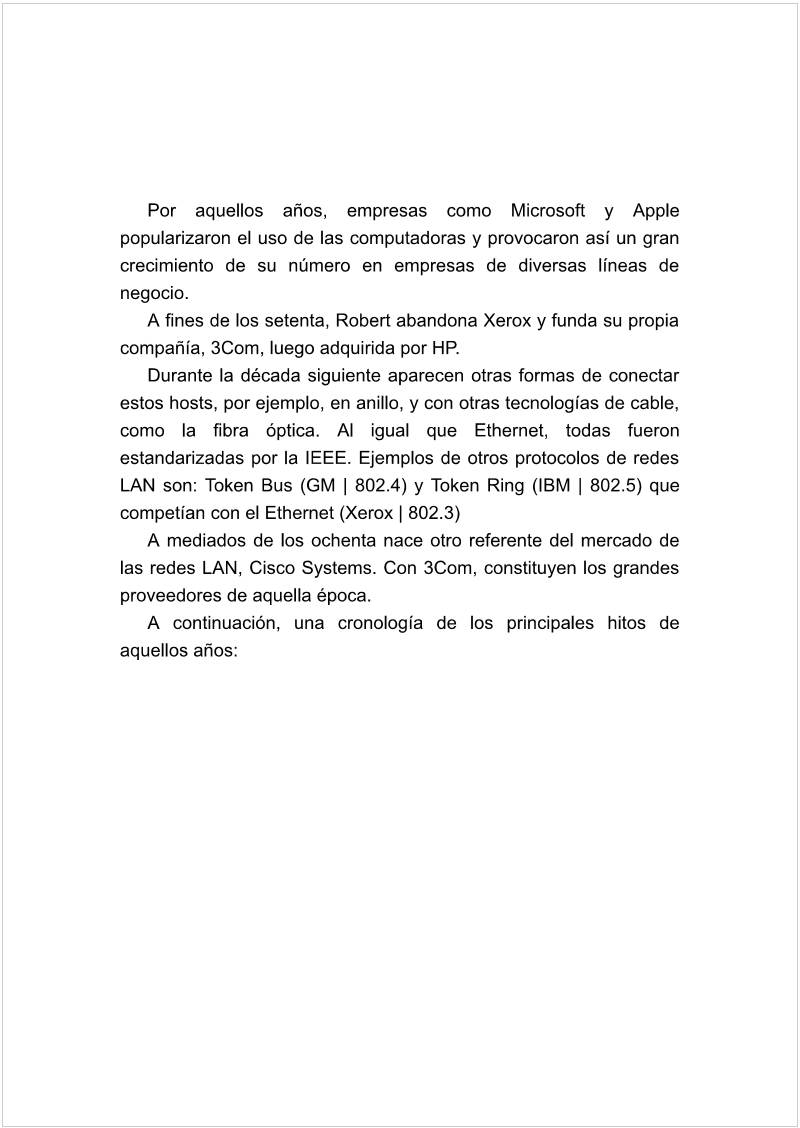 Por aquellos años, empresas como Microsoft y Apple
popularizaron el uso de las computadoras y provocaron así un gran
crecimiento de su número en empresas de diversas líneas de
negocio.
A fines de los setenta, Robert abandona Xerox y funda su propia
compañía, 3Com, luego adquirida por HP.
Durante la década siguiente aparecen otras formas de conectar
estos hosts, por ejemplo, en anillo, y con otras tecnologías de cable,
como la fibra óptica. Al igual que Ethernet, todas fueron
estandarizadas por la IEEE. Ejemplos de otros protocolos de redes
LAN son: Token Bus (GM | 802.4) y Token Ring (IBM | 802.5) que
competían con el Ethernet (Xerox | 802.3)
A mediados de los ochenta nace otro referente del mercado de
las redes LAN, Cisco Systems. Con 3Com, constituyen los grandes
proveedores de aquella época.
A continuación, una cronología de los principales hitos de
aquellos años: